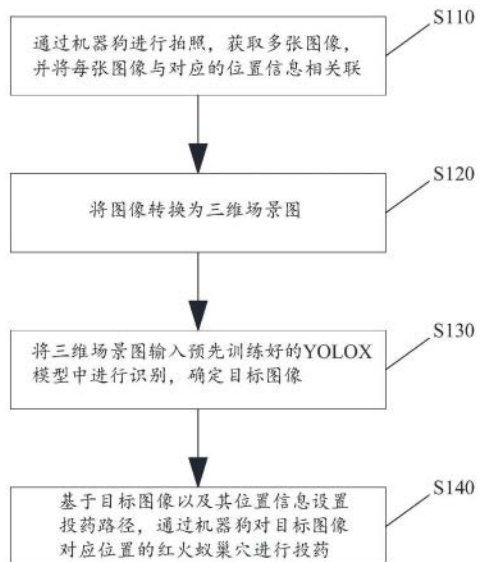 S110
通过机器狗进行拍照，获取多张图像，
并将每张图像与对应的位置信息相关联
S120
将图像转换为三维场景图
S130
将三维场景图输入预先训练好的YOLOX
模型中进行识别，确定目标图像
S140
基于目标图像以及其位置信息设置
投药路径，通过机器狗对目标图像
对应位置的红火蚁巢穴进行投药